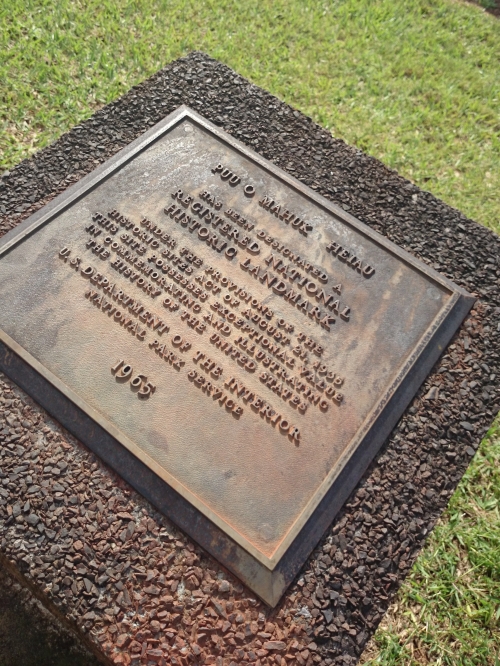 PUU O MAHUKA HEIAU
HAS BEEN DESIGNATED A
REGISTERED NATIONAL
HISTORIC LANDMARK
UNDER THE PROVISIONS OF THE
HISTORIC SITES ACT OF AUGUST 21, 1935
THIS SITE POSSESSES EXCEPTIONAL VALUE
IN COMMEMORATING AND ILLUSTRATING
THE HISTORY OF THE UNITED STATES
U.S. DEPARTMENT OF THE INTERIOR
NATIONAL PARK SERVICE
1965